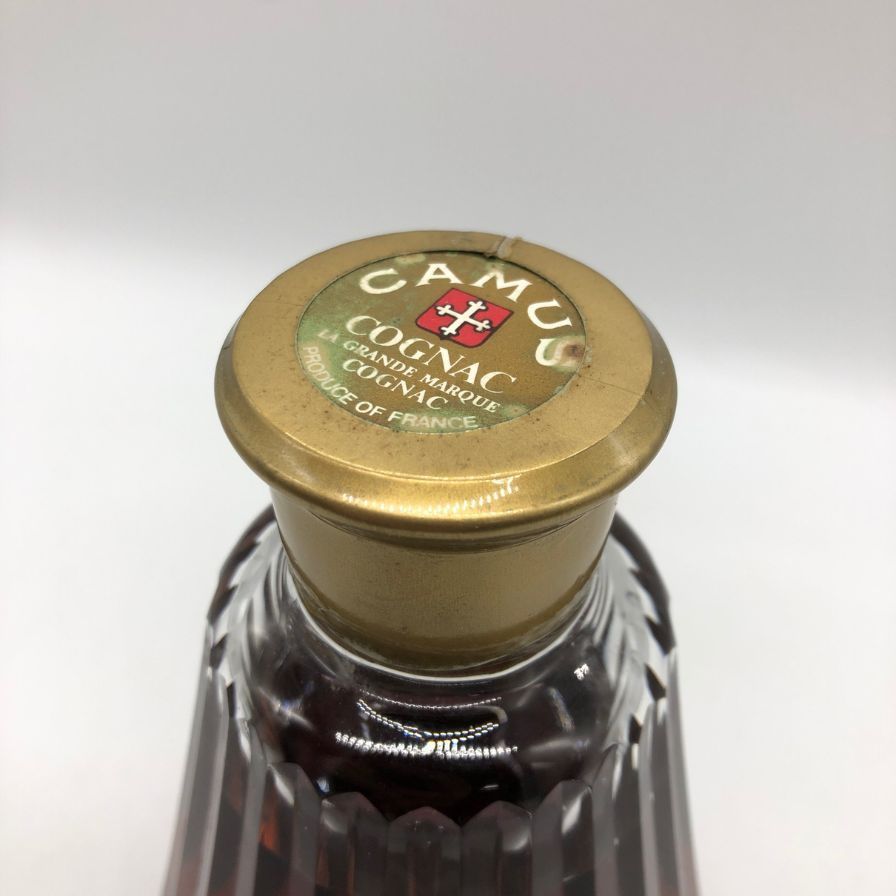 CAMUS
COGNAC
LA GRANDE MARQUE
COGNAC
PRODUCE OF FRANCE